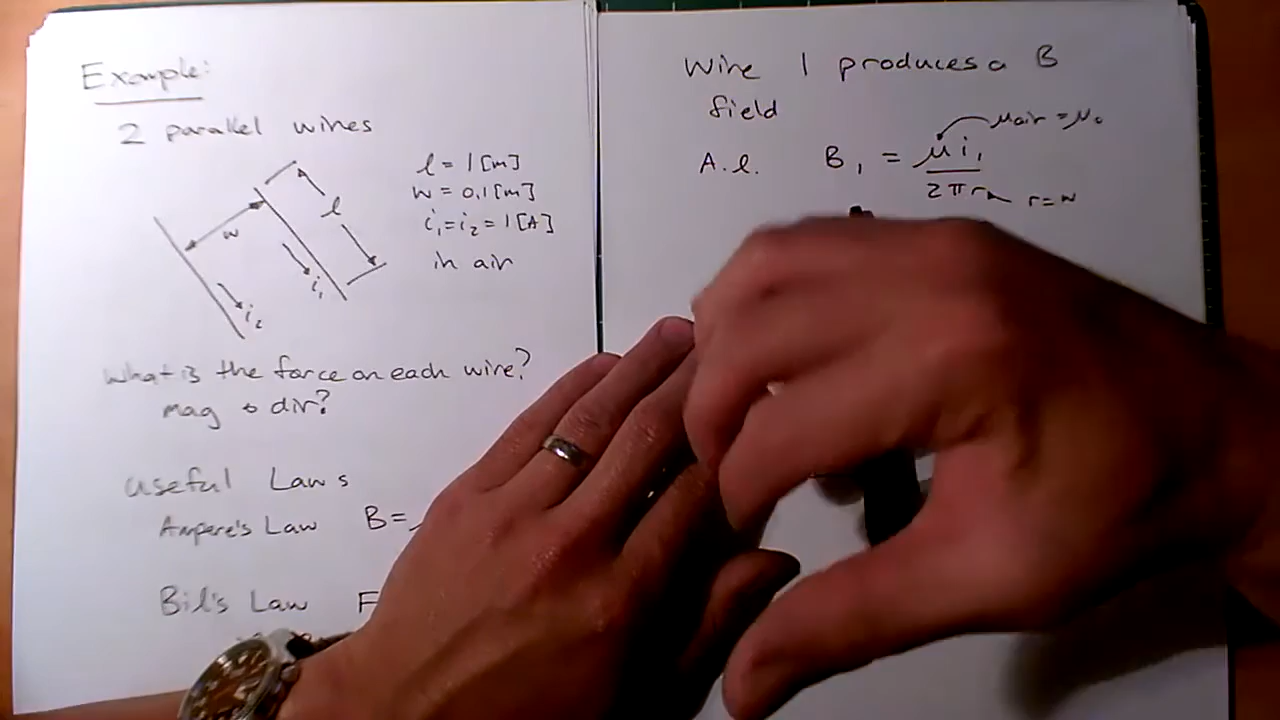 Example:
2 parallel wires
l = 1 [m]
w = 0.1 [m]
i₁ = i₂ = 1 [A]
in air
w
l
i₁
i₂
What is the force on each wire?
mag & dir?
Useful Laws
Ampere's Law B =
Bil's Law F
Wire 1 produces a B
field
μair = μ₀
A.l. B₁ = μ i₁ / 2πr
r = w